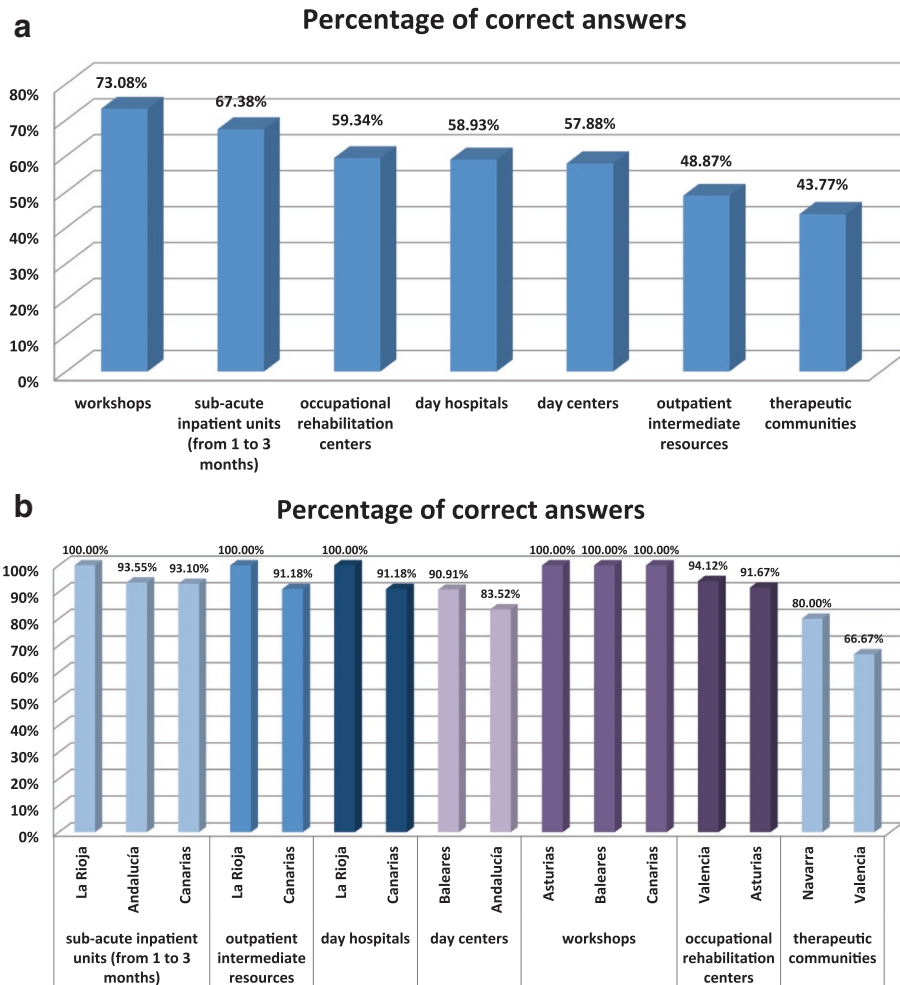 a
Percentage of correct answers
80%
70%
60%
50%
40%
30%
20%
10%
0%
73.08%
67.38%
59.34%
58.93%
57.88%
48.87%
43.77%
workshops
sub-acute
inpatient units
(from 1 to 3
months)
occupational
rehabilitation
centers
day hospitals
day centers
outpatient
intermediate
resources
therapeutic
communities
b
Percentage of correct answers
100%
90%
80%
70%
60%
50%
40%
30%
20%
10%
0%
100.00%
93.55%
93.10%
100.00%
91.18%
100.00%
91.18%
90.91%
83.52%
100.00%
100.00%
100.00%
94.12%
91.67%
80.00%
66.67%
La Rioja
Andalucía
Canarias
La Rioja
Canarias
La Rioja
Canarias
Baleares
Andalucía
Asturias
Baleares
Canarias
Valencia
Asturias
Navarra
Valencia
sub-acute inpatient
units (from 1 to 3
months)
outpatient
intermediate
resources
day hospitals
day centers
workshops
occupational
rehabilitation
centers
therapeutic
communities